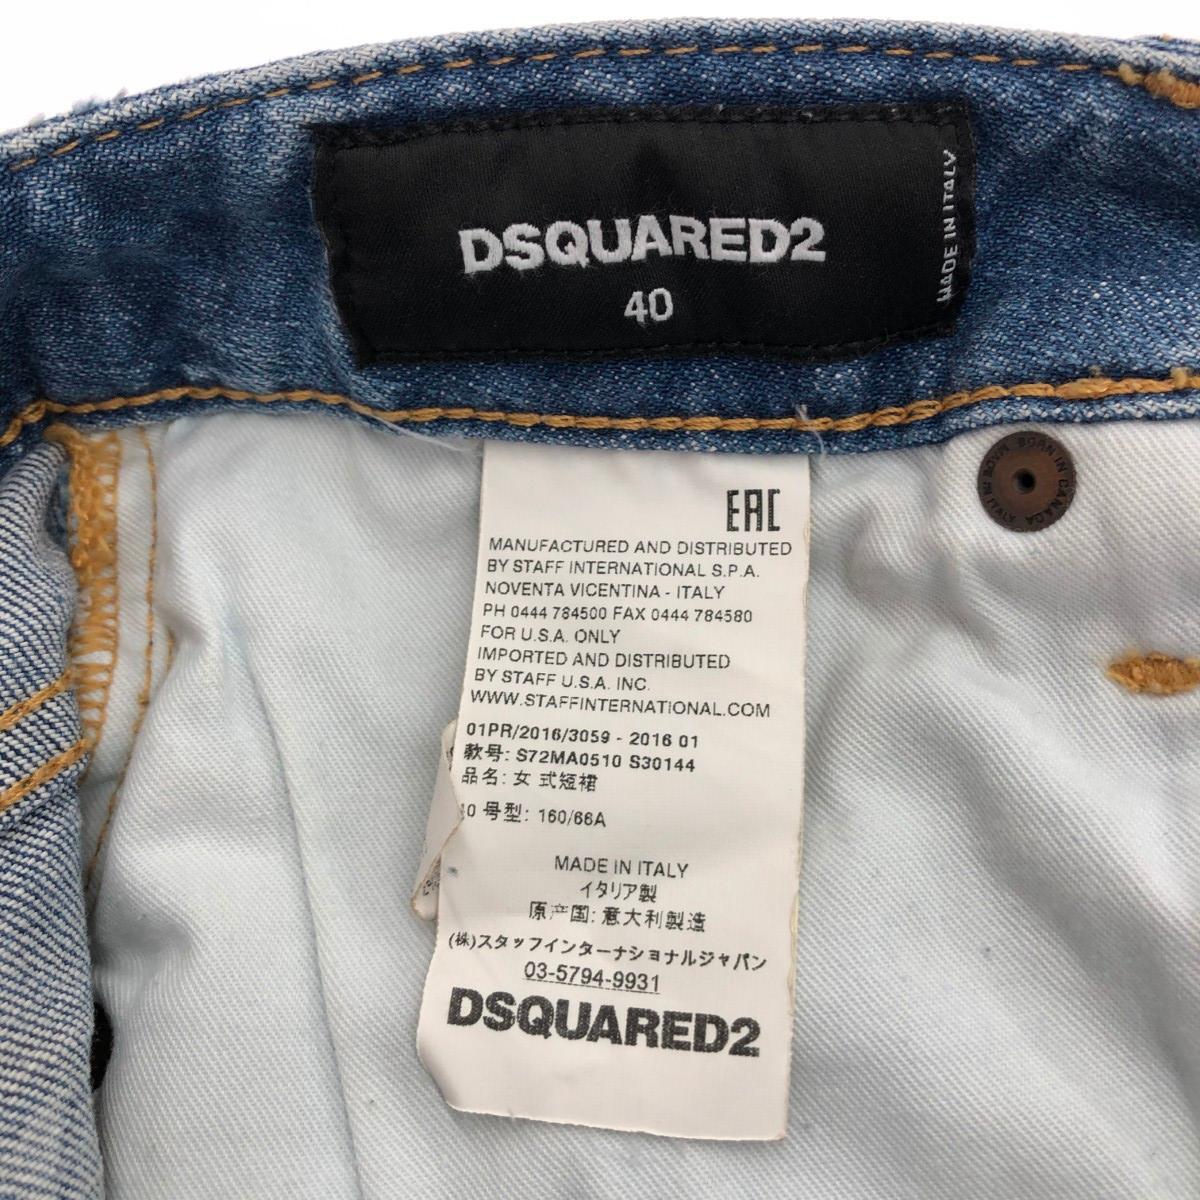 DSQUARED2
40
MADE IN ITALY
EAC
MANUFACTURED AND DISTRIBUTED
BY STAFF INTERNATIONAL S.P.A.
NOVENTA VICENTINA - ITALY
PH 0444 784500 FAX 0444 784580
FOR U.S.A. ONLY
IMPORTED AND DISTRIBUTED
BY STAFF U.S.A. INC.
WWW.STAFFINTERNATIONAL.COM
01PR/2016/3059 - 2016 01
款号: S72MA0510 S30144
品名: 女 式短裙
号型: 160/66A
MADE IN ITALY
イタリア製
原产国: 意大利製造
(株)スタッフインターナショナルジャパン
03-5794-9931
DSQUARED2
BORN IN CANADA
IN ITALY